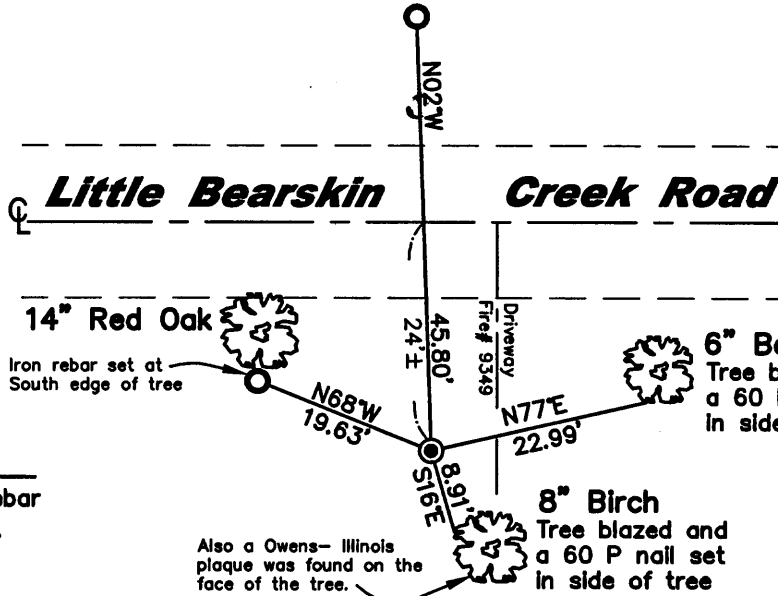 N02°W
Little Bearskin Creek Road
℄
14" Red Oak
Iron rebar set at
South edge of tree
45.80'
24'±
Driveway
Fire# 9349
N68°W
19.63'
N77°E
22.99'
6"
Tree
a 60
in side
8.91'
S16°E
8" Birch
Tree blazed and
a 60 P nail set
in side of tree
Also a Owens- Illinois
plaque was found on the
face of the tree.